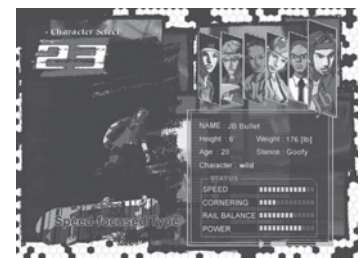 - Character Select
23
NAME : JB Bullet
Height : 6' Weight : 176 [lb]
Age : 20 Stance : Goofy
Character : wild
STATUS
SPEED
CORNERING
RAIL BALANCE
POWER
Speed-focused Type